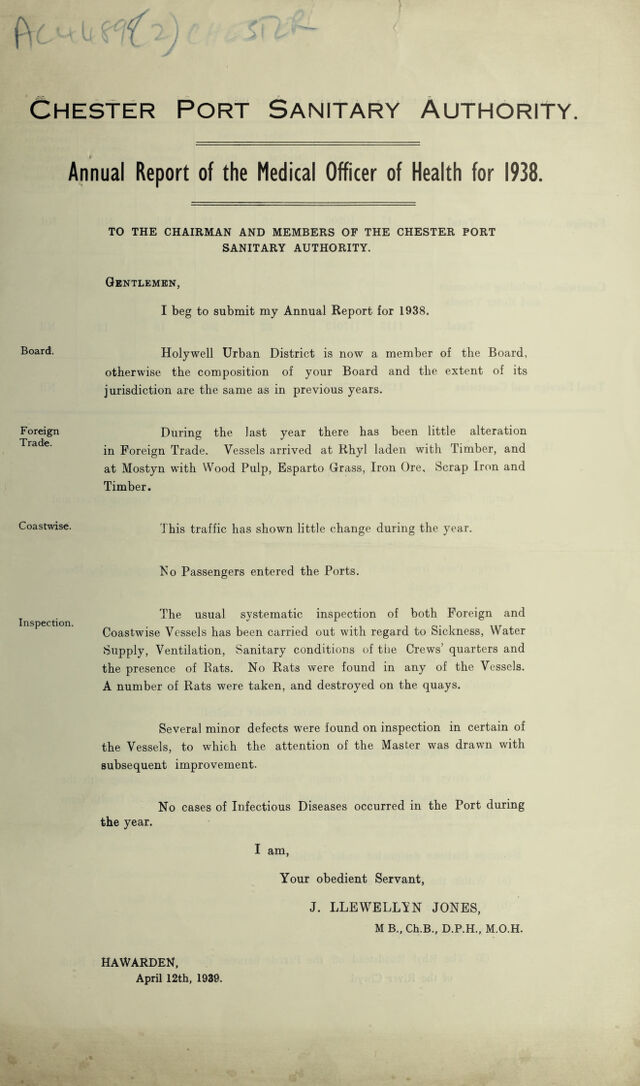 AC4489(2) CHESTER
CHESTER PORT SANITARY AUTHORITY.
Annual Report of the Medical Officer of Health for 1938.
TO THE CHAIRMAN AND MEMBERS OF THE CHESTER PORT
SANITARY AUTHORITY.
GENTLEMEN,
I beg to submit my Annual Report for 1938.
Board.
Holywell Urban District is now a member of the Board,
otherwise the composition of your Board and the extent of its
jurisdiction are the same as in previous years.
Foreign
Trade.
During the last year there has been little alteration
in Foreign Trade. Vessels arrived at Rhyl laden with Timber, and
at Mostyn with Wood Pulp, Esparto Grass, Iron Ore, Scrap Iron and
Timber.
Coastwise.
This traffic has shown little change during the year.
No Passengers entered the Ports.
Inspection.
The usual systematic inspection of both Foreign and
Coastwise Vessels has been carried out with regard to Sickness, Water
Supply, Ventilation, Sanitary conditions of the Crews' quarters and
the presence of Rats. No Rats were found in any of the Vessels.
A number of Rats were taken, and destroyed on the quays.
Several minor defects were found on inspection in certain of
the Vessels, to which the attention of the Master was drawn with
subsequent improvement.
No cases of Infectious Diseases occurred in the Port during
the year.
I am,
Your obedient Servant,
J. LLEWELLYN JONES,
M B., Ch.B., D.P.H., M.O.H.
HAWARDEN,
April 12th, 1939.